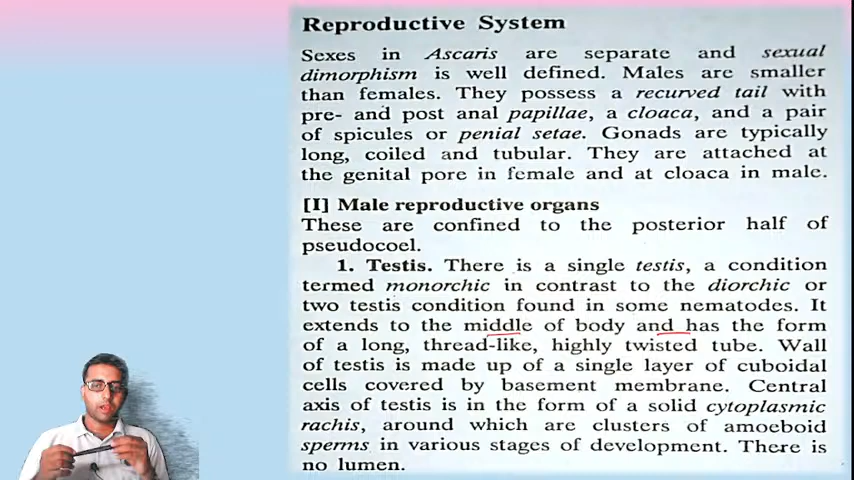 Reproductive System
Sexes in Ascaris are separate and sexual
dimorphism is well defined. Males are smaller
than females. They possess a recurved tail with
pre- and post anal papillae, a cloaca, and a pair
of spicules or penial setae. Gonads are typically
long, coiled and tubular. They are attached at
the genital pore in female and at cloaca in male.
[I] Male reproductive organs
These are confined to the posterior half of
pseudocoel.
1. Testis. There is a single testis, a condition
termed monorchic in contrast to the diorchic or
two testis condition found in some nematodes. It
extends to the middle of body and has the form
of a long, thread-like, highly twisted tube. Wall
of testis is made up of a single layer of cuboidal
cells covered by basement membrane. Central
axis of testis is in the form of a solid cytoplasmic
rachis, around which are clusters of amoeboid
sperms in various stages of development. There is
no lumen.